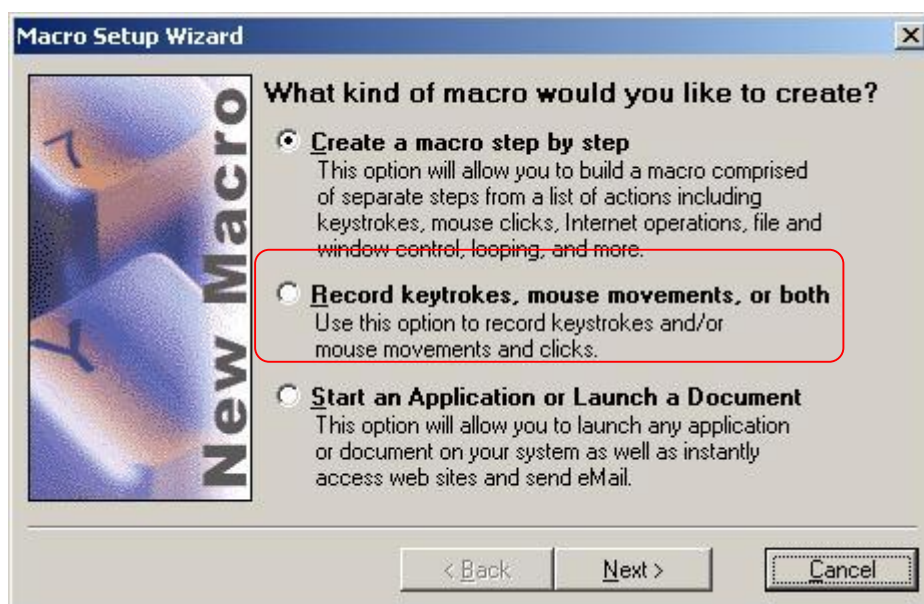 Macro Setup Wizard
New Macro
What kind of macro would you like to create?
Create a macro step by step
This option will allow you to build a macro comprised
of separate steps from a list of actions including
keystrokes, mouse clicks, Internet operations, file and
window control, looping, and more.
Record keytrokes, mouse movements, or both
Use this option to record keystrokes and/or
mouse movements and clicks.
Start an Application or Launch a Document
This option will allow you to launch any application
or document on your system as well as instantly
access web sites and send eMail.
< Back Next > Cancel